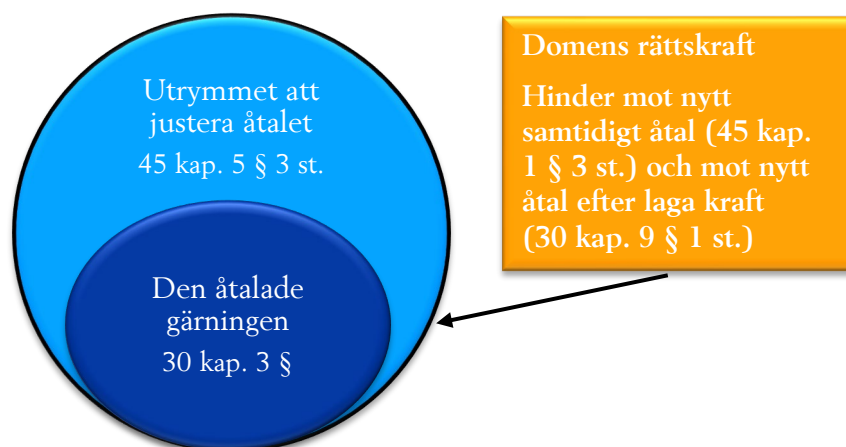 Utrymmet att
justera åtalet
45 kap. 5 § 3 st.
Den åtalade
gärningen
30 kap. 3 §
Domens rättskraft
Hinder mot nytt
samtidigt åtal (45 kap.
1 § 3 st.) och mot nytt
åtal efter laga kraft
(30 kap. 9 § 1 st.)